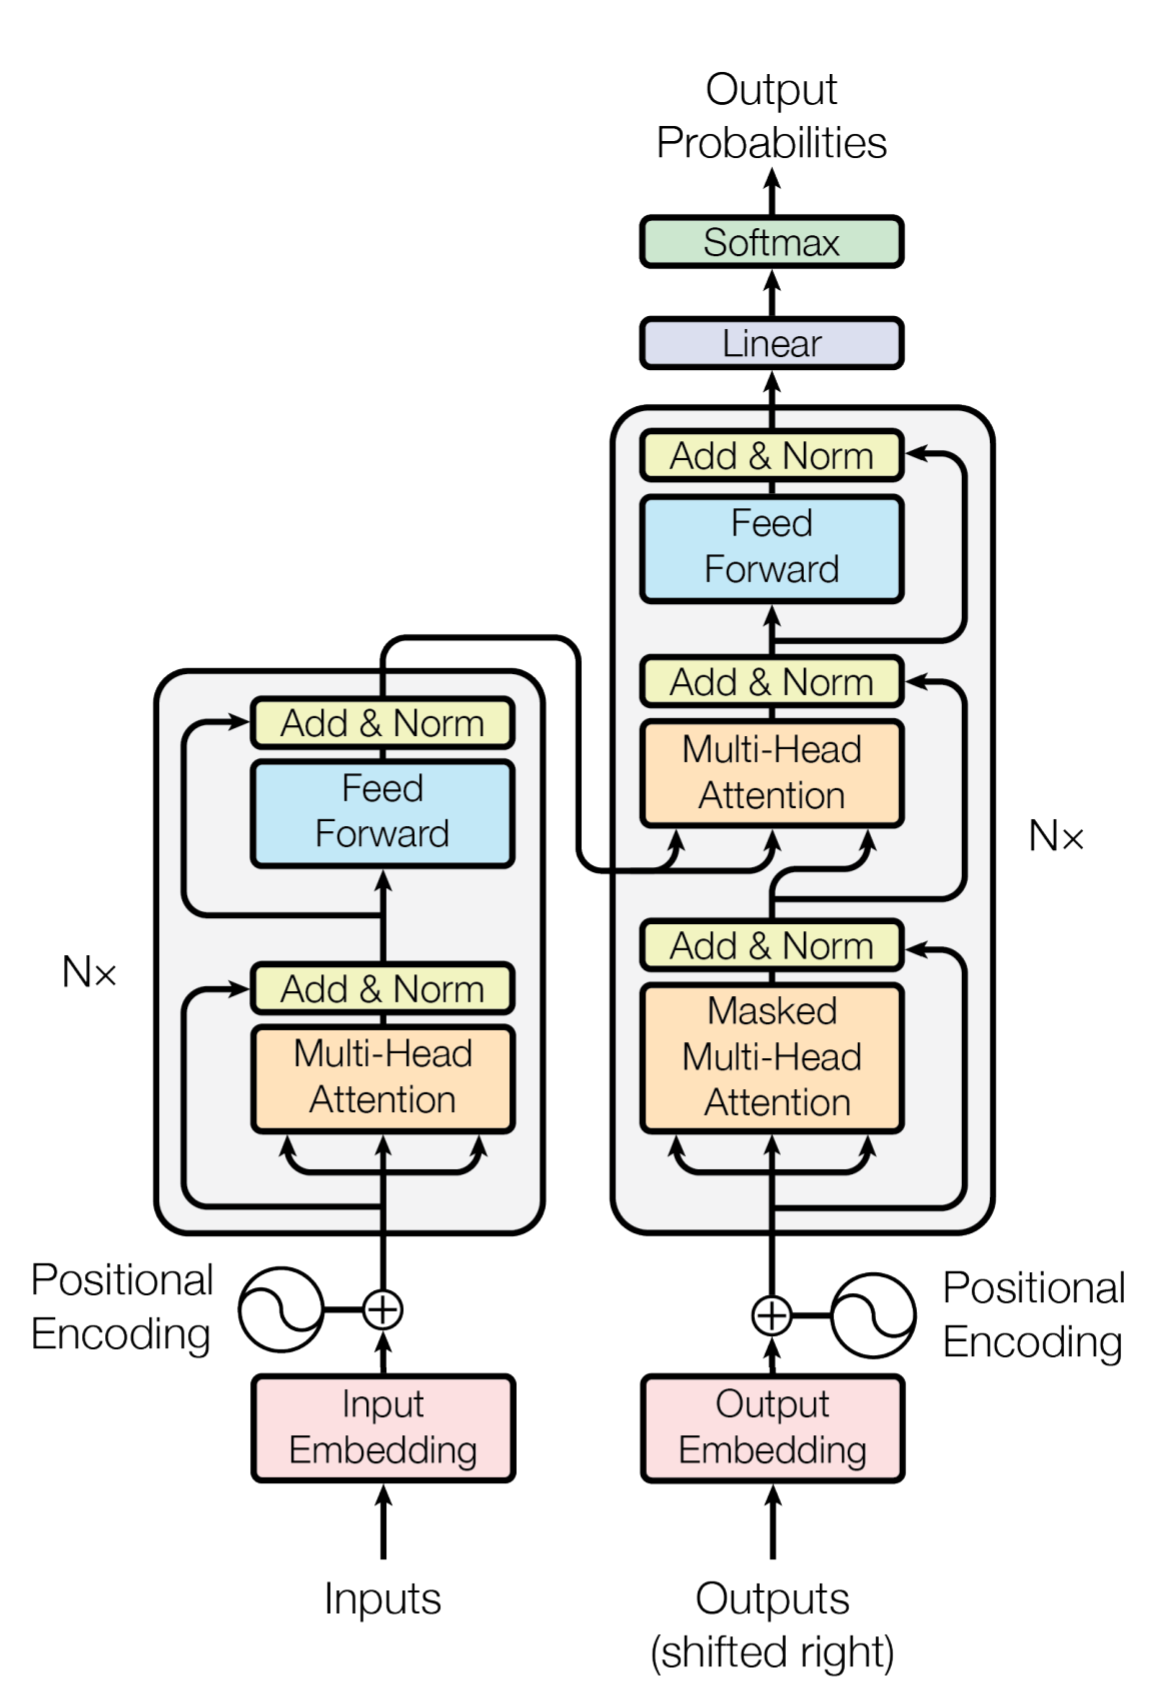 Output
Probabilities
Softmax
Linear
Add & Norm
Feed
Forward
Add & Norm
Multi-Head
Attention
N×
Add & Norm
Masked
Multi-Head
Attention
Add & Norm
Feed
Forward
N×
Add & Norm
Multi-Head
Attention
Positional
Encoding
Positional
Encoding
Input
Embedding
Output
Embedding
Inputs
Outputs
(shifted right)